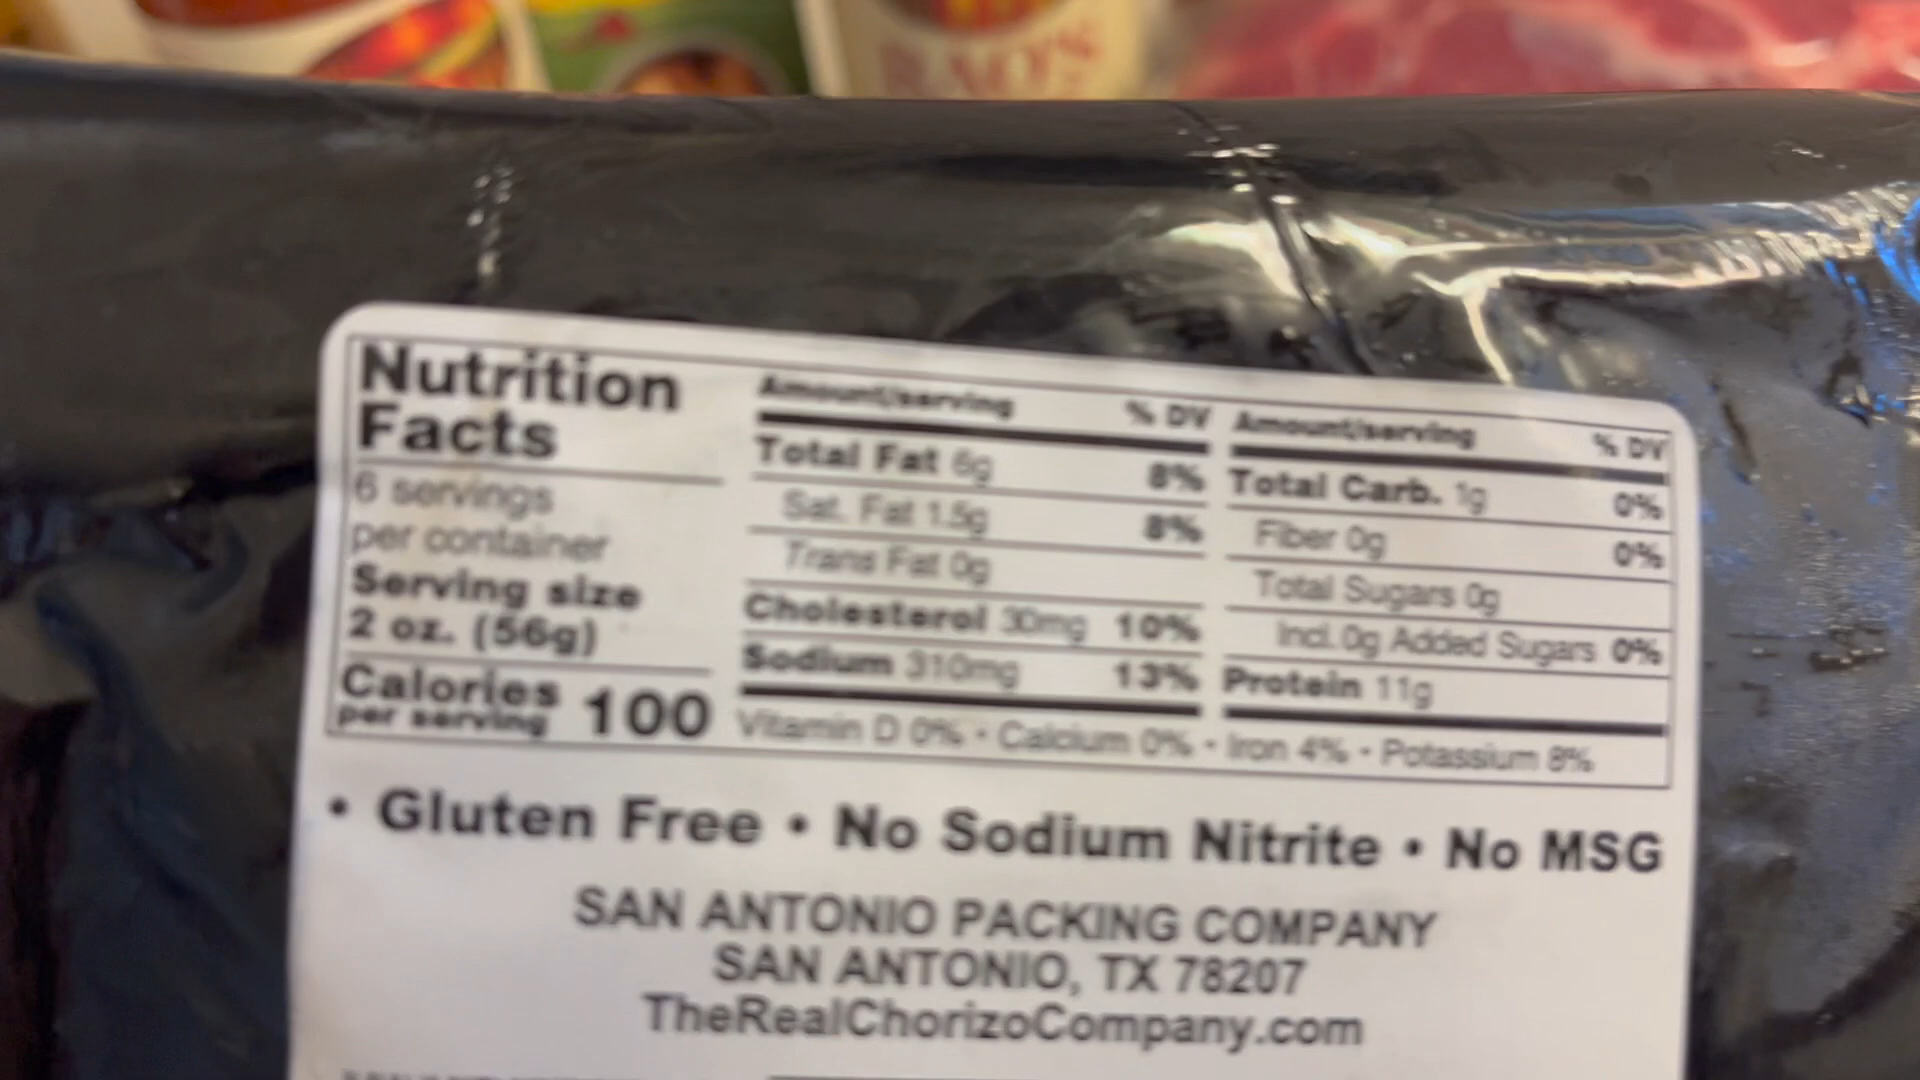 RAO'S
Nutrition
Facts
6 servings
per container
Serving size
2 oz. (56g)
Calories
per serving
100
Amount/serving % DV
Total Fat 6g 8%
Sat. Fat 1.5g 8%
Trans Fat 0g
Cholesterol 30mg 10%
Sodium 310mg 13%
Amount/serving % DV
Total Carb. 1g 0%
Fiber 0g 0%
Total Sugars 0g
Incl. 0g Added Sugars 0%
Protein 11g
Vitamin D 0% • Calcium 0% • Iron 4% • Potassium 8%
• Gluten Free • No Sodium Nitrite • No MSG
SAN ANTONIO PACKING COMPANY
SAN ANTONIO, TX 78207
TheRealChorizoCompany.com